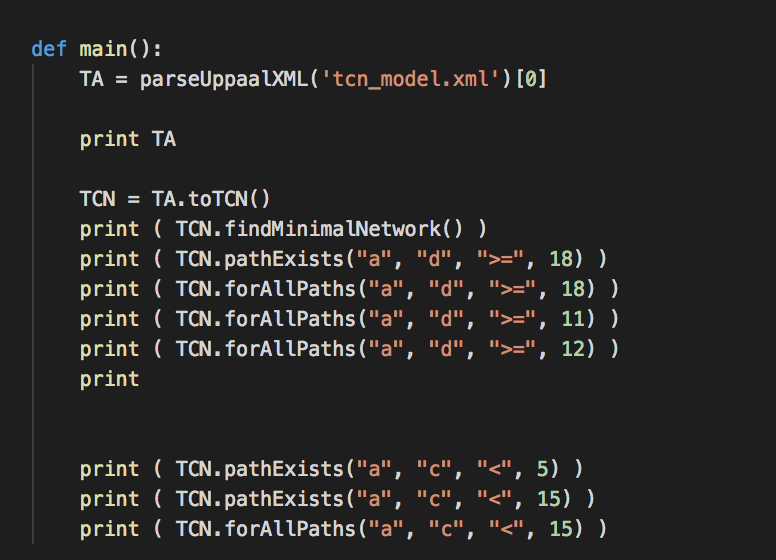 def main():
    TA = parseUppaalXML('tcn_model.xml')[0]
    print TA
    TCN = TA.toTCN()
    print ( TCN.findMinimalNetwork() )
    print ( TCN.pathExists("a", "d", ">=", 18) )
    print ( TCN.forAllPaths("a", "d", ">=", 18) )
    print ( TCN.forAllPaths("a", "d", ">=", 11) )
    print ( TCN.forAllPaths("a", "d", ">=", 12) )
    print
    print ( TCN.pathExists("a", "c", "<", 5) )
    print ( TCN.pathExists("a", "c", "<", 15) )
    print ( TCN.forAllPaths("a", "c", "<", 15) )